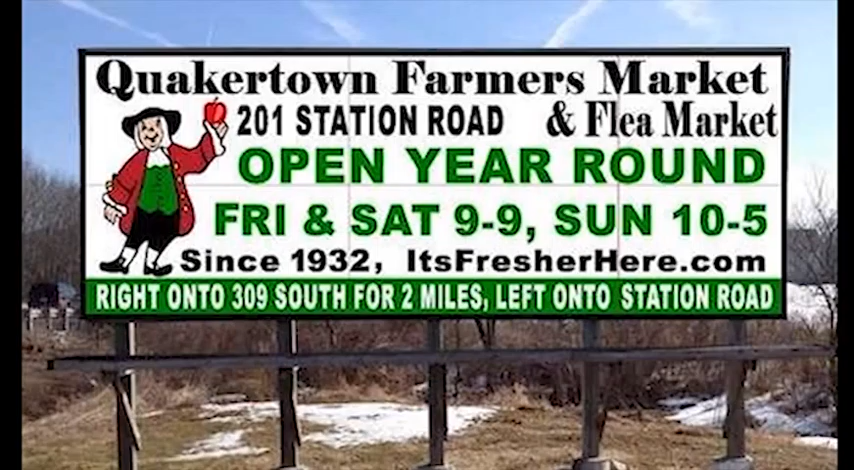 Quakertown Farmers Market
201 STATION ROAD & Flea Market
OPEN YEAR ROUND
FRI & SAT 9-9, SUN 10-5
Since 1932, ItsFresherHere.com
RIGHT ONTO 309 SOUTH FOR 2 MILES, LEFT ONTO STATION ROAD